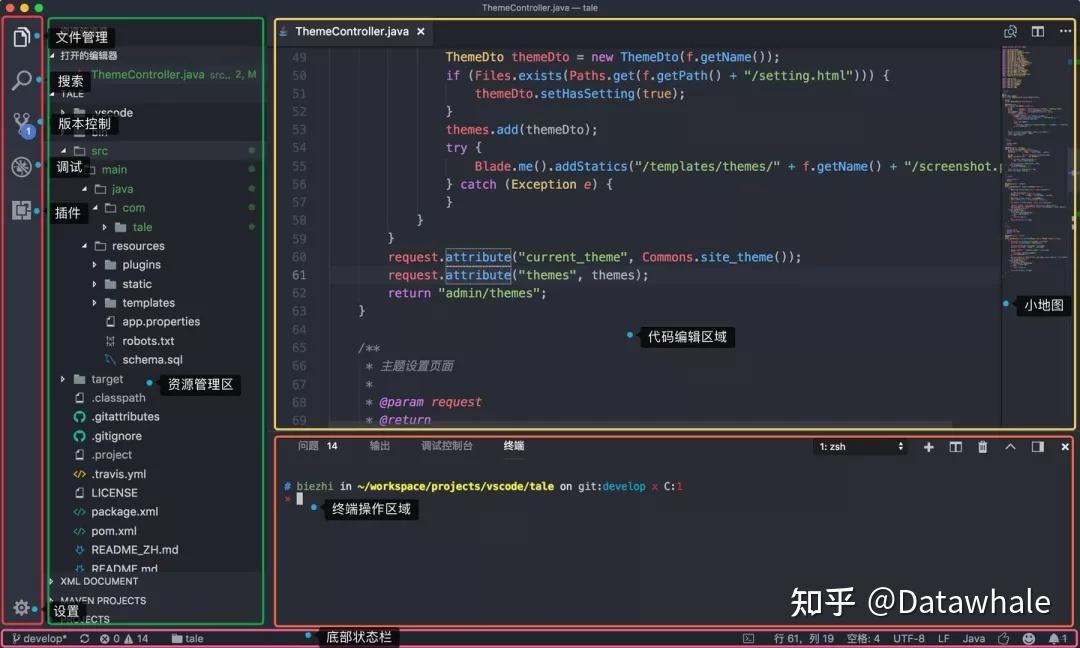 ThemeController.java — tale
文件管理
打开的编辑器
ThemeController.java src... 2, M
搜索
TALE
.vscode
版本控制
bin
src
调试
main
java
com
插件
tale
resources
plugins
static
templates
app.properties
robots.txt
schema.sql
target
资源管理区
.classpath
.gitattributes
.gitignore
.project
.travis.yml
LICENSE
package.xml
pom.xml
README_ZH.md
README.md
XML DOCUMENT
MAVEN PROJECTS
设置
ThemeController.java ×
49 ThemeDto themeDto = new ThemeDto(f.getName());
50 if (Files.exists(Paths.get(f.getPath() + "/setting.html"))) {
51 themeDto.setHasSetting(true);
52 }
53 themes.add(themeDto);
54 try {
55 Blade.me().addStatics("/templates/themes/" + f.getName() + "/screenshot.p
56 } catch (Exception e) {
57 }
58 }
59 }
60 request.attribute("current_theme", Commons.site_theme());
61 request.attribute("themes", themes);
62 return "admin/themes";
63 }
64
65 /**
66 * 主题设置页面
67 *
68 * @param request
69 * @return
小地图
代码编辑区域
问题 14 输出 调试控制台 终端 1: zsh
# biezhi in ~/workspace/projects/vscode/tale on git:develop x C:1
»
终端操作区域
知乎 @Datawhale
develop* 0 14 tale 底部状态栏 行 61，列 19 空格: 4 UTF-8 LF Java 1